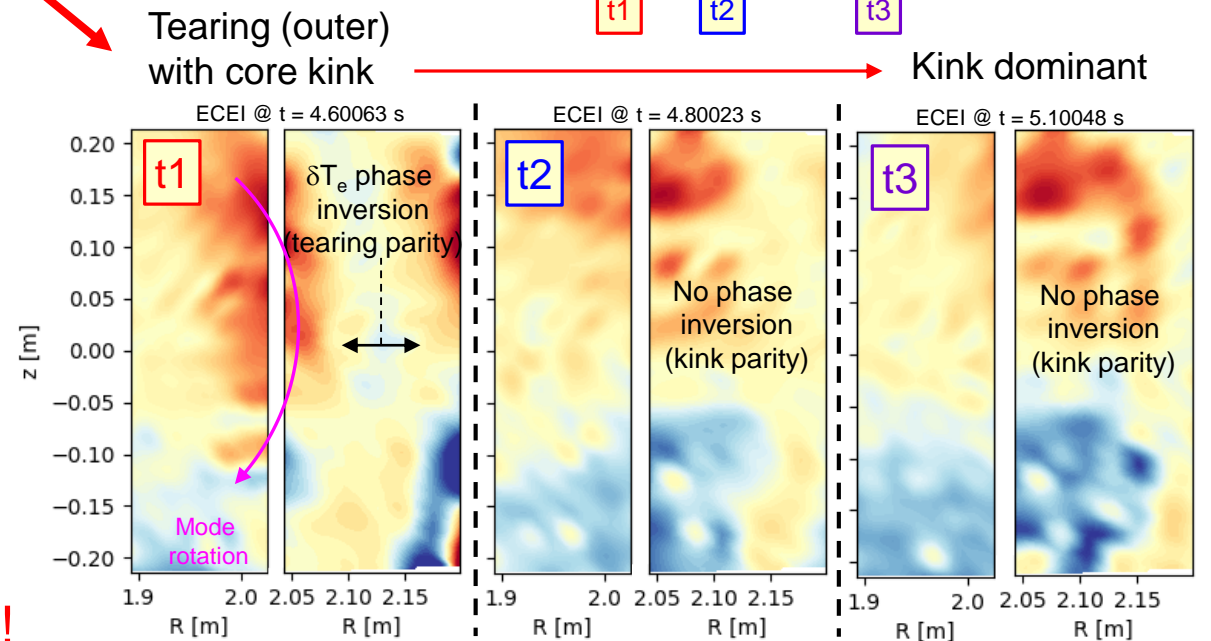 t1 t2 t3
Tearing (outer)
with core kink
Kink dominant
ECEI @ t = 4.60063 s
ECEI @ t = 4.80023 s
ECEI @ t = 5.10048 s
t1
t2
t3
δTe phase
inversion
(tearing parity)
No phase
inversion
(kink parity)
No phase
inversion
(kink parity)
Mode
rotation
z [m]
0.20
0.15
0.10
0.05
0.00
−0.05
−0.10
−0.15
−0.20
1.9 2.0 2.05 2.10 2.15 1.9 2.0 2.05 2.10 2.15 1.9 2.0 2.05 2.10 2.15
R [m] R [m] R [m] R [m] R [m] R [m]
!